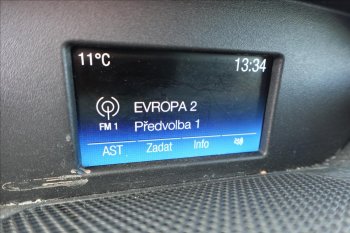 11°C 13:34
EVROPA 2
FM 1 Předvolba 1
AST Zadat Info